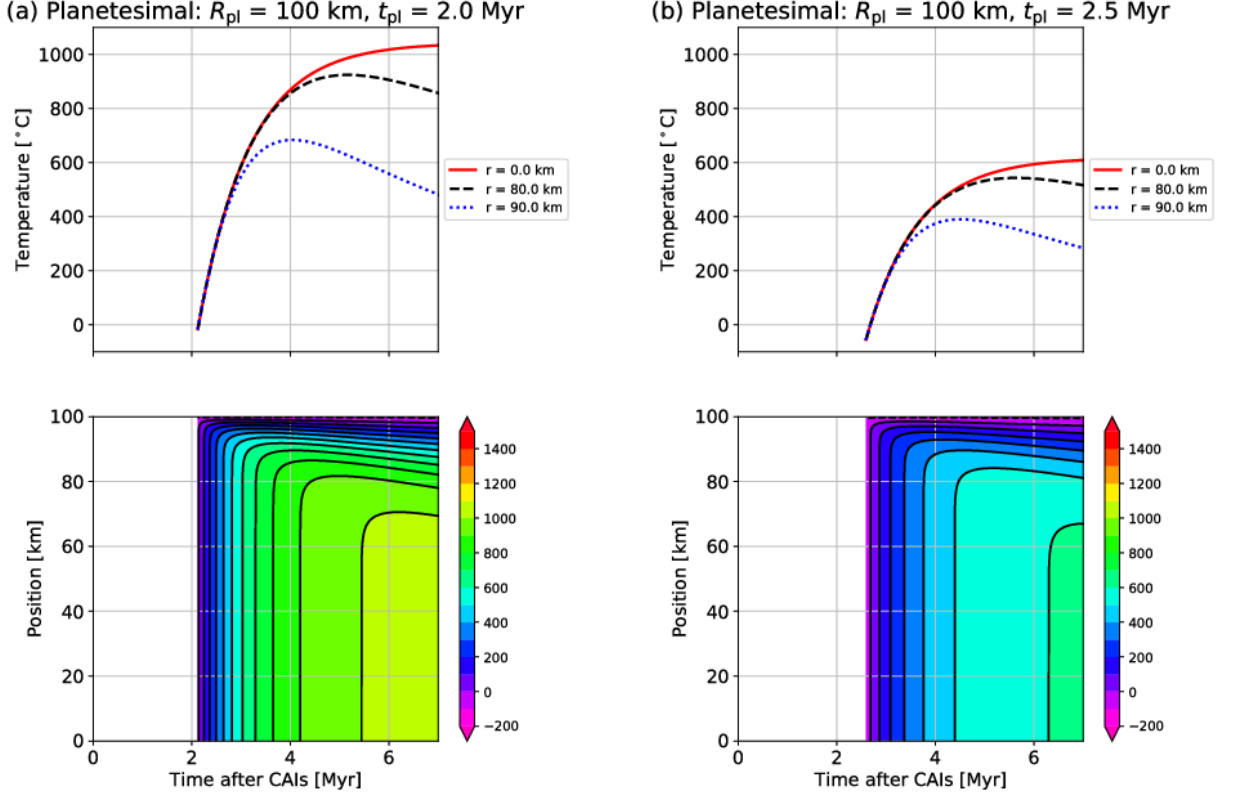 (a) Planetesimal: Rpl = 100 km, tpl = 2.0 Myr
1000
800
600
400
200
0
Temperature [°C]
r = 0.0 km
r = 80.0 km
r = 90.0 km
(b) Planetesimal: Rpl = 100 km, tpl = 2.5 Myr
1000
800
600
400
200
0
Temperature [°C]
r = 0.0 km
r = 80.0 km
r = 90.0 km
100
80
60
40
20
0
Position [km]
0 2 4 6
Time after CAIs [Myr]
1400
1200
1000
800
600
400
200
0
−200
100
80
60
40
20
0
Position [km]
0 2 4 6
Time after CAIs [Myr]
1400
1200
1000
800
600
400
200
0
−200